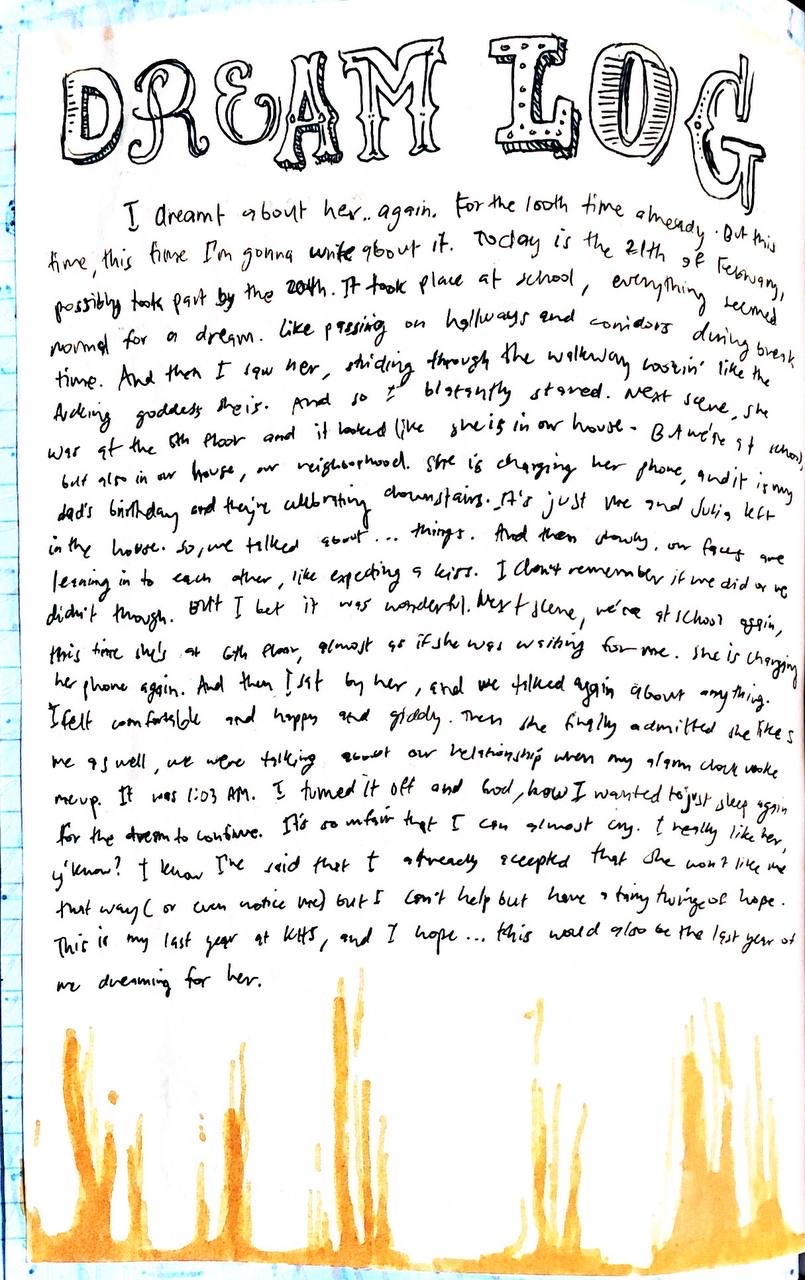 DREAM LOG
I dreamt about her.. again. For the 100th time already. But this
time, this time I'm gonna write about it. Today is the 21th of February,
possibly took part by the 20th. It took place at school, everything seemed
normal for a dream. Like passing on hallways and corridors during break
time. And then I saw her, striding through the walkway lookin' like the
fucking goddess she is. And so I blatantly stared. Next scene, she
was at the 5th floor and it looked like she is in our house - we're at school,
but also in our house, our neighborhood. She is charging her phone, and it is my
dad's birthday and they're celebrating downstairs. It's just me and Julia left
in the house. So, we talked about... things. And then slowly, our faces are
leaning in to each other, like expecting a kiss. I don't remember if we did or we
didn't though. But I bet it was wonderful. Next scene, we're at school again,
this time she's at 6th floor, almost as if she was waiting for me. She is charging
her phone again. And then I sat by her, and we talked again about anything.
I felt comfortable and happy and giddy. Then she finally admitted she likes
me as well, we were talking about our relationship when my alarm clock woke
me up. It was 1:03 AM. I turned it off and God, how I wanted to just sleep again
for the dream to continue. It's so unfair that I can almost cry. I really like her,
y'know? I know I've said that I already accepted that she won't like me
that way (or even notice me) but I can't help but have a tiny twinge of hope.
This is my last year at KHS, and I hope... this would also be the last year of
me dreaming for her.